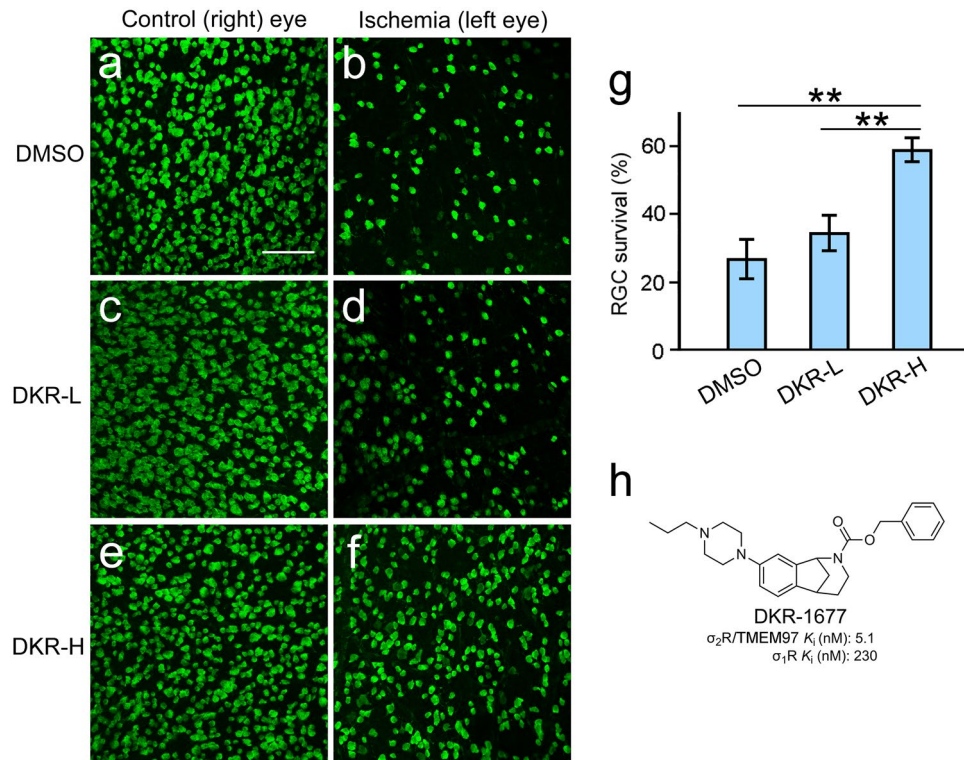 Control (right) eye
Ischemia (left eye)
DMSO
a
b
DKR-L
c
d
DKR-H
e
f
g
**
**
RGC survival (%)
60
40
20
0
DMSO
DKR-L
DKR-H
h
N
N
O
O
N
DKR-1677
σ₂R/TMEM97 Kᵢ (nM): 5.1
σ₁R Kᵢ (nM): 230